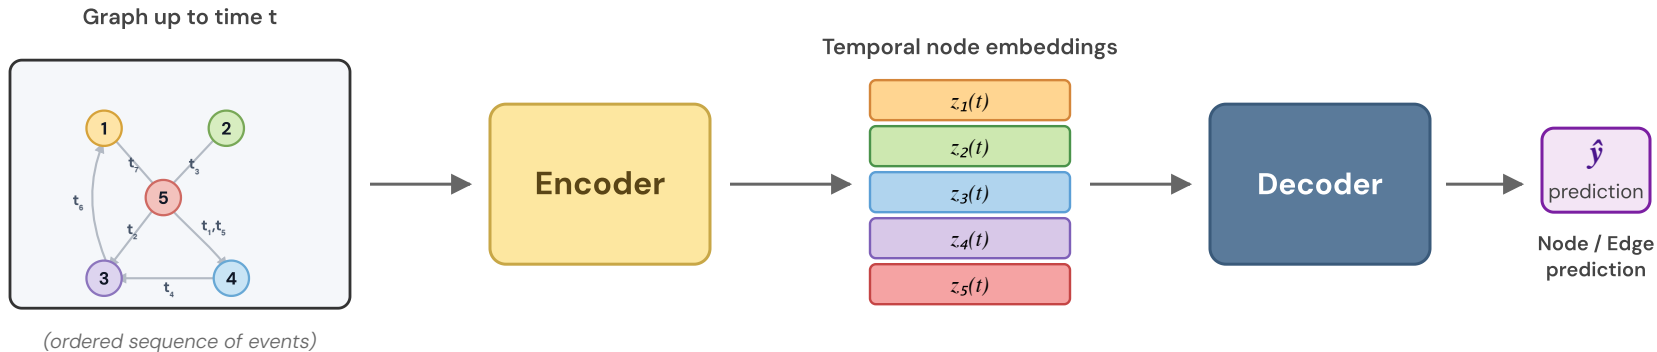 Graph up to time t
1
2
t₇
t₃
5
t₆
t₂
t₁,t₅
3
4
t₄
(ordered sequence of events)
Encoder
Temporal node embeddings
z₁(t)
z₂(t)
z₃(t)
z₄(t)
z₅(t)
Decoder
ŷ
prediction
Node / Edge
prediction